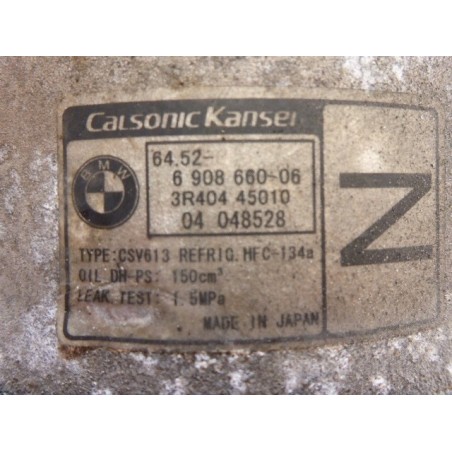 Calsonic Kansei
BMW
64.52-
6 908 660-06
3R404 45010
04 048528
N
TYPE:CSV613 REFRIG.HFC-134a
OIL DH-PS: 150cm³
LEAK TEST: 1.5MPa
MADE IN JAPAN